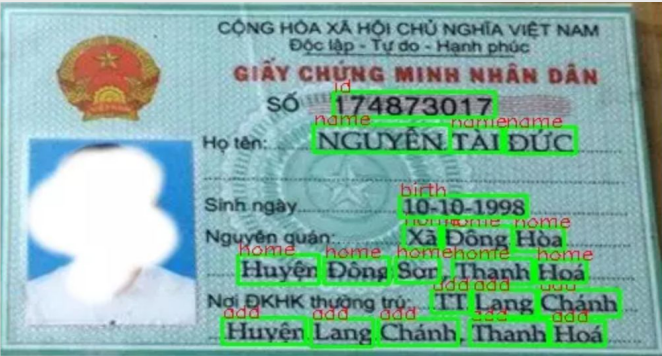 CỘNG HÒA XÃ HỘI CHỦ NGHĨA VIỆT NAM
Độc lập - Tự do - Hạnh phúc
GIẤY CHỨNG MINH NHÂN DÂN
id
SỐ 174873017
name name name
Họ tên: NGUYỄN TÀI ĐỨC
birth
Sinh ngày 10-10-1998
home home home
Nguyên quán: Xã Đông Hòa
home home home home home
Huyện Đông Sơn, Thanh Hoá
add add add
Nơi ĐKHK thường trú: TT Lang Chánh
add add add add add
Huyện Lang Chánh, Thanh Hoá